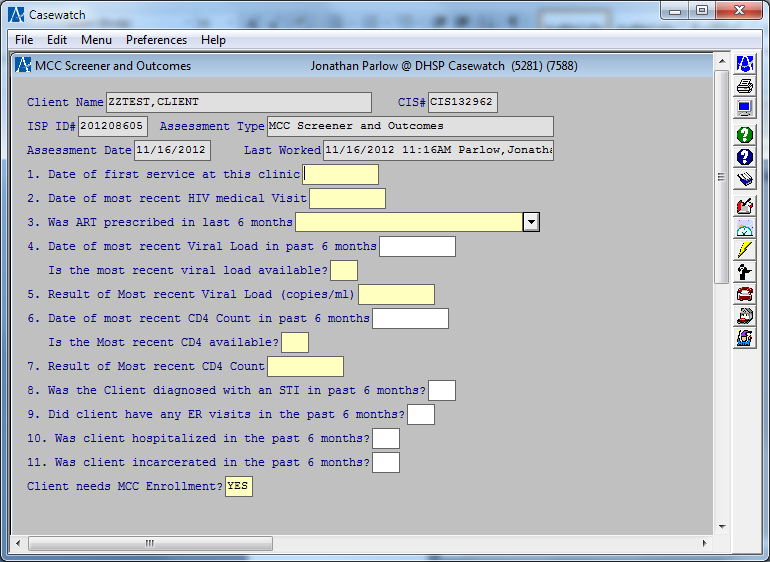 Casewatch
File Edit Menu Preferences Help
MCC Screener and Outcomes Jonathan Parlow @ DHSP Casewatch (5281) (7588)
Client Name ZZTEST,CLIENT CIS# CIS132962
ISP ID# 201208605 Assessment Type MCC Screener and Outcomes
Assessment Date 11/16/2012 Last Worked 11/16/2012 11:16AM Parlow,Jonatha
1. Date of first service at this clinic
2. Date of most recent HIV medical Visit
3. Was ART prescribed in last 6 months
4. Date of most recent Viral Load in past 6 months
Is the most recent viral load available?
5. Result of Most recent Viral Load (copies/ml)
6. Date of most recent CD4 Count in past 6 months
Is the Most recent CD4 available?
7. Result of Most recent CD4 Count
8. Was the Client diagnosed with an STI in past 6 months?
9. Did client have any ER visits in the past 6 months?
10. Was client hospitalized in the past 6 months?
11. Was client incarcerated in the past 6 months?
Client needs MCC Enrollment? YES